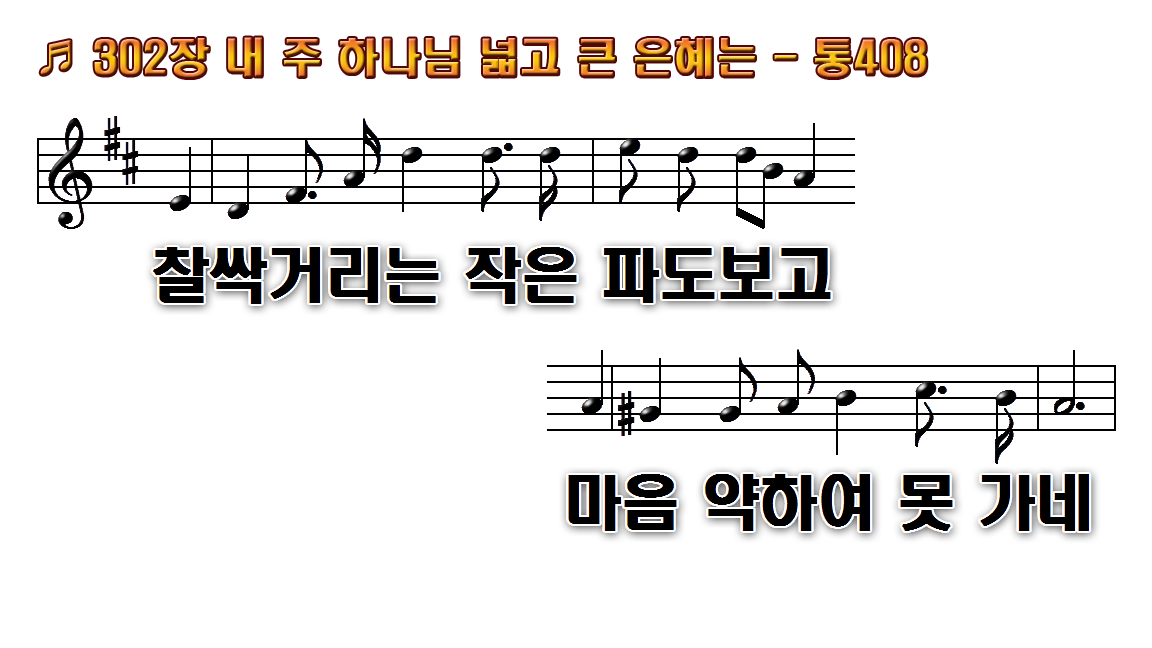 ♬ 302장 내 주 하나님 넓고 큰 은혜는 - 통408
찰싹거리는 작은 파도보고
마음 약하여 못 가네